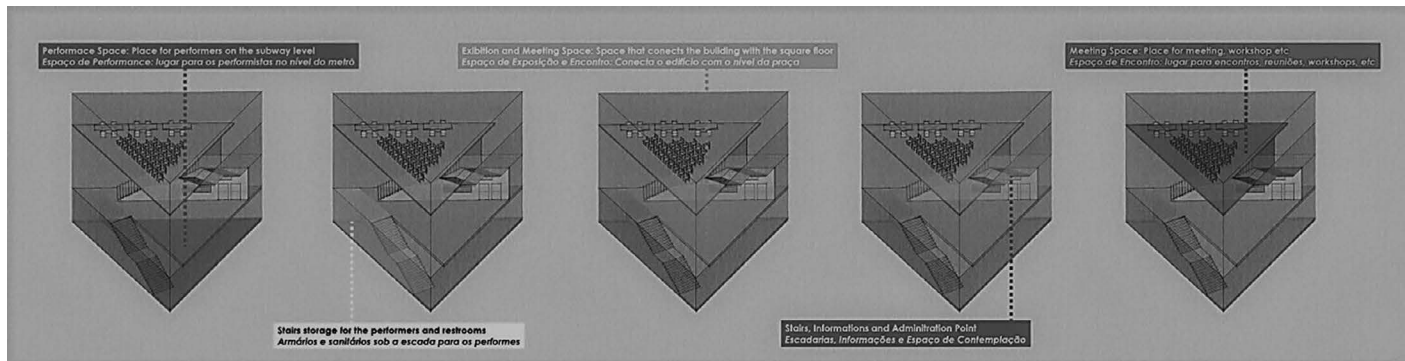 Performace Space: Place for performers on the subway level
Espaço de Performance: lugar para os performistas no nível do metrô
Exibition and Meeting Space: Space that conects the building with the square floor
Espaço de Exposição e Encontro: Conecta o edifício com o nível da praça
Meeting Space: Place for meeting, workshop etc
Espaço de Encontro: lugar para encontros, reuniões, workshops, etc
Stairs storage for the performers and restrooms
Armários e sanitários sob a escada para os performes
Stairs, Informations and Adminitration Point
Escadarias, Informações e Espaço de Contemplação